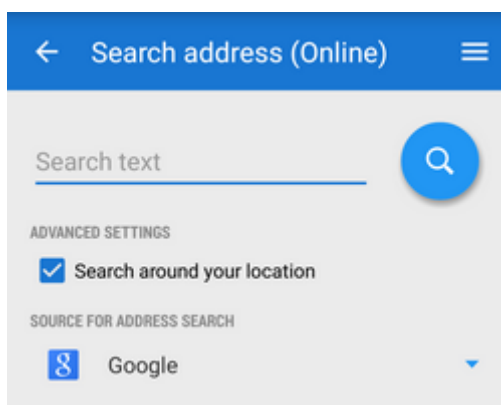 Search address (Online)
Search text
ADVANCED SETTINGS
Search around your location
SOURCE FOR ADDRESS SEARCH
8 Google